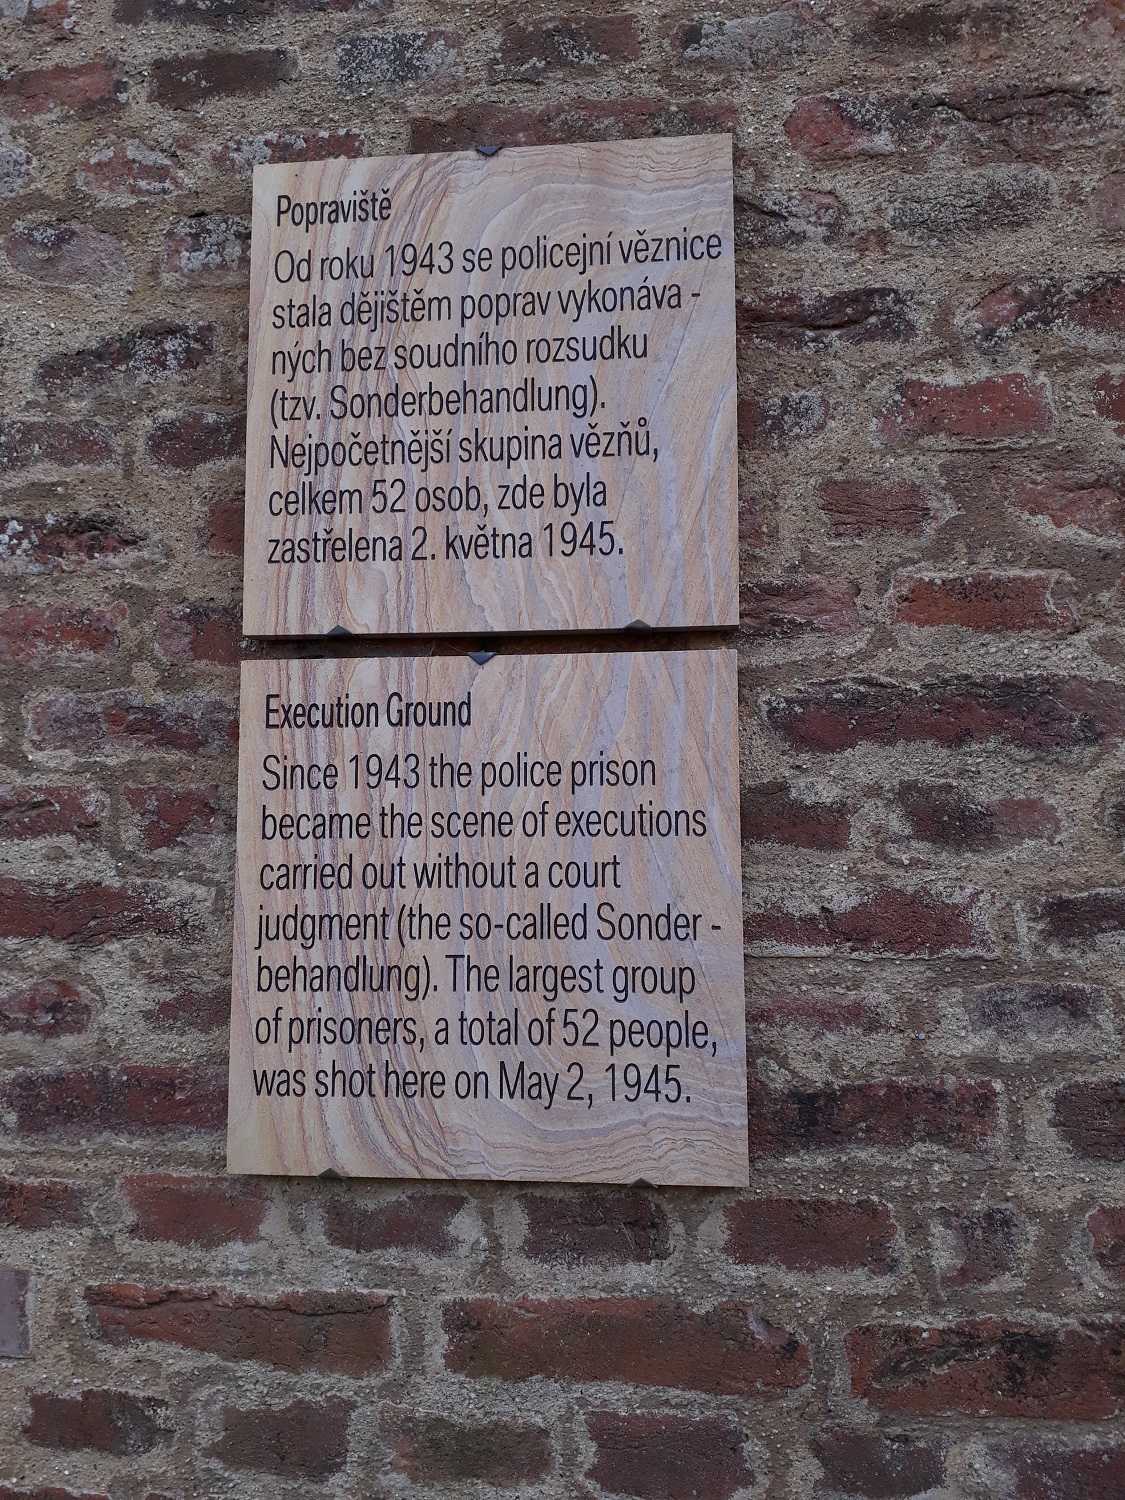 Popraviště
Od roku 1943 se policejní věznice
stala dějištěm poprav vykonáva -
ných bez soudního rozsudku
(tzv. Sonderbehandlung).
Nejpočetnější skupina vězňů,
celkem 52 osob, zde byla
zastřelena 2. května 1945.
Execution Ground
Since 1943 the police prison
became the scene of executions
carried out without a court
judgment (the so-called Sonder -
behandlung). The largest group
of prisoners, a total of 52 people,
was shot here on May 2, 1945.